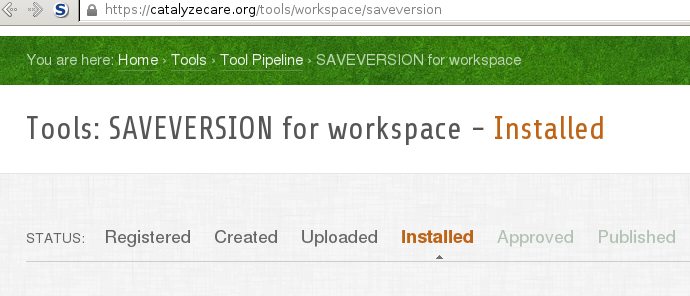 https://catalyzecare.org/tools/workspace/saveversion
You are here: Home › Tools › Tool Pipeline › SAVEVERSION for workspace
Tools: SAVEVERSION for workspace - Installed
STATUS: Registered Created Uploaded Installed Approved Published